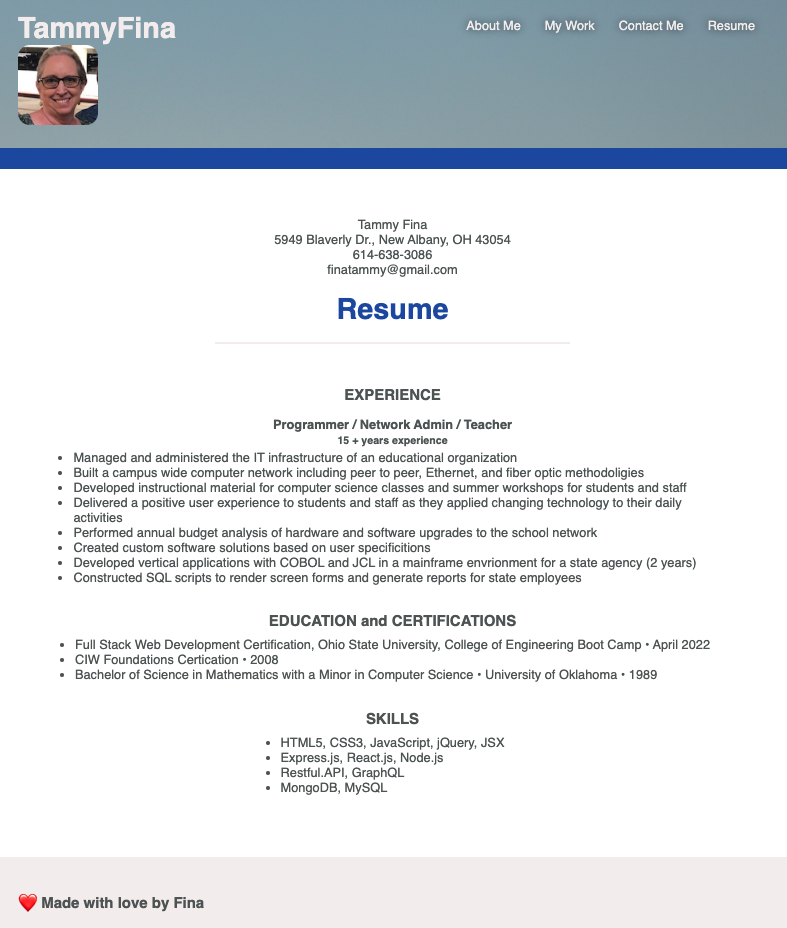 TammyFina
About Me
My Work
Contact Me
Resume
Tammy Fina
5949 Blaverly Dr., New Albany, OH 43054
614-638-3086
finatammy@gmail.com
Resume
EXPERIENCE
Programmer / Network Admin / Teacher
15 + years experience
• Managed and administered the IT infrastructure of an educational organization
• Built a campus wide computer network including peer to peer, Ethernet, and fiber optic methodoligies
• Developed instructional material for computer science classes and summer workshops for students and staff
• Delivered a positive user experience to students and staff as they applied changing technology to their daily
activities
• Performed annual budget analysis of hardware and software upgrades to the school network
• Created custom software solutions based on user specificitions
• Developed vertical applications with COBOL and JCL in a mainframe envrionment for a state agency (2 years)
• Constructed SQL scripts to render screen forms and generate reports for state employees
EDUCATION and CERTIFICATIONS
• Full Stack Web Development Certification, Ohio State University, College of Engineering Boot Camp • April 2022
• CIW Foundations Certication • 2008
• Bachelor of Science in Mathematics with a Minor in Computer Science • University of Oklahoma • 1989
SKILLS
• HTML5, CSS3, JavaScript, jQuery, JSX
• Express.js, React.js, Node.js
• Restful.API, GraphQL
• MongoDB, MySQL
❤️ Made with love by Fina